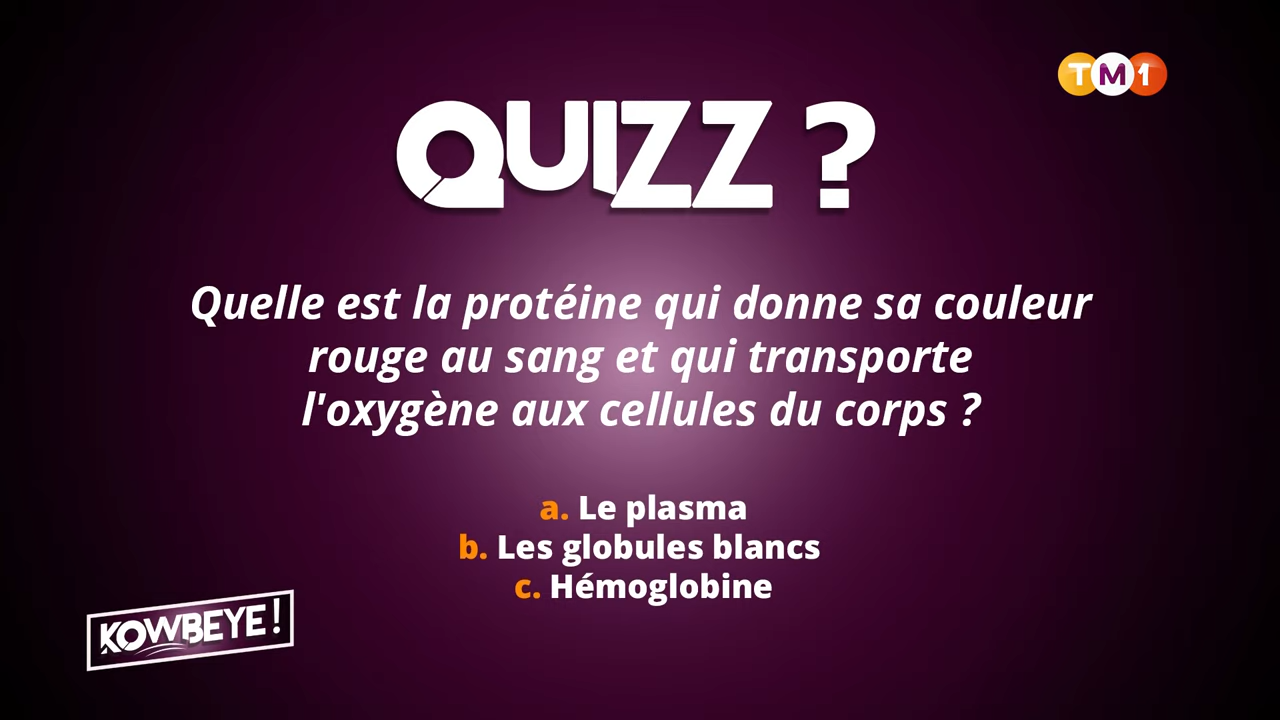 TM1
QUIZZ ?
Quelle est la protéine qui donne sa couleur
rouge au sang et qui transporte
l'oxygène aux cellules du corps ?
a. Le plasma
b. Les globules blancs
c. Hémoglobine
KOWBEYE !